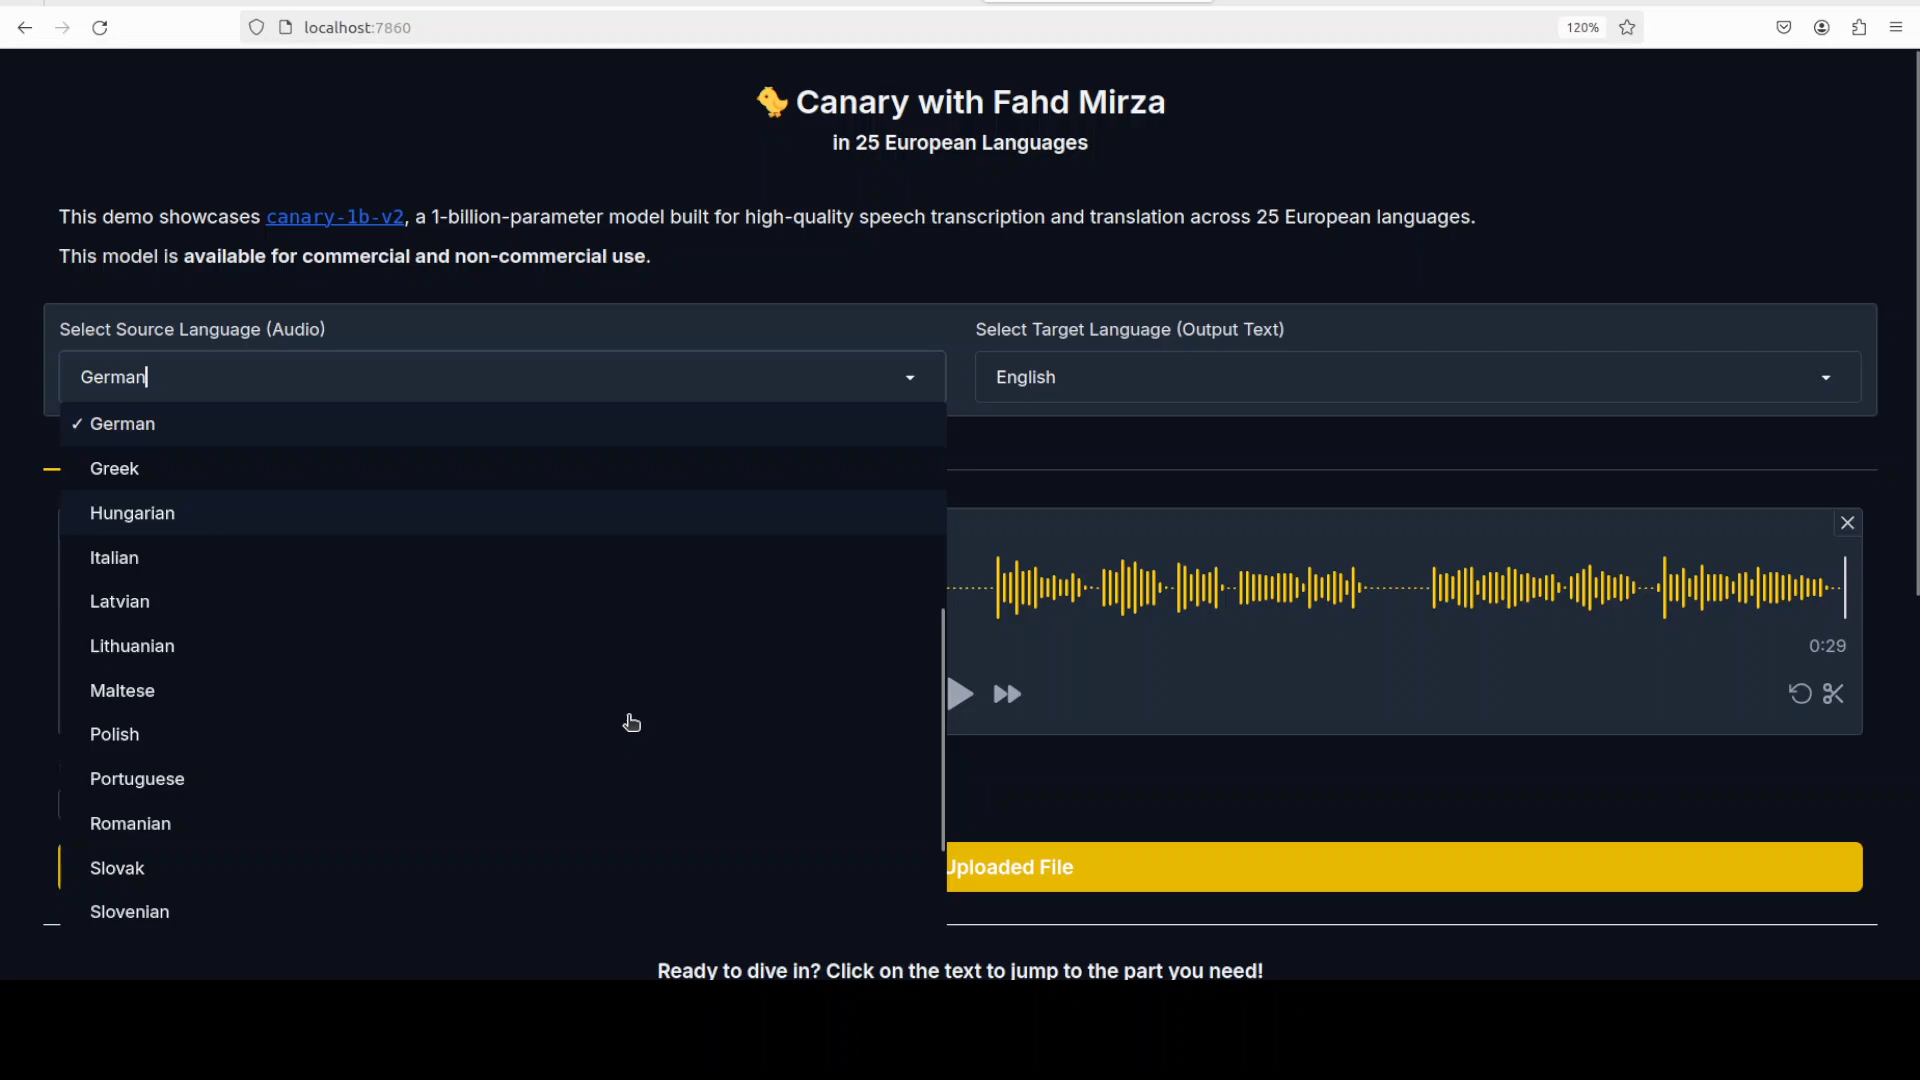 localhost:7860
120%
🐤 Canary with Fahd Mirza
in 25 European Languages
This demo showcases canary-1b-v2, a 1-billion-parameter model built for high-quality speech transcription and translation across 25 European languages.
This model is available for commercial and non-commercial use.
Select Source Language (Audio)
Select Target Language (Output Text)
German
English
✓ German
Greek
Hungarian
Italian
Latvian
Lithuanian
Maltese
Polish
Portuguese
Romanian
Slovak
Slovenian
0:29
Uploaded File
Ready to dive in? Click on the text to jump to the part you need!